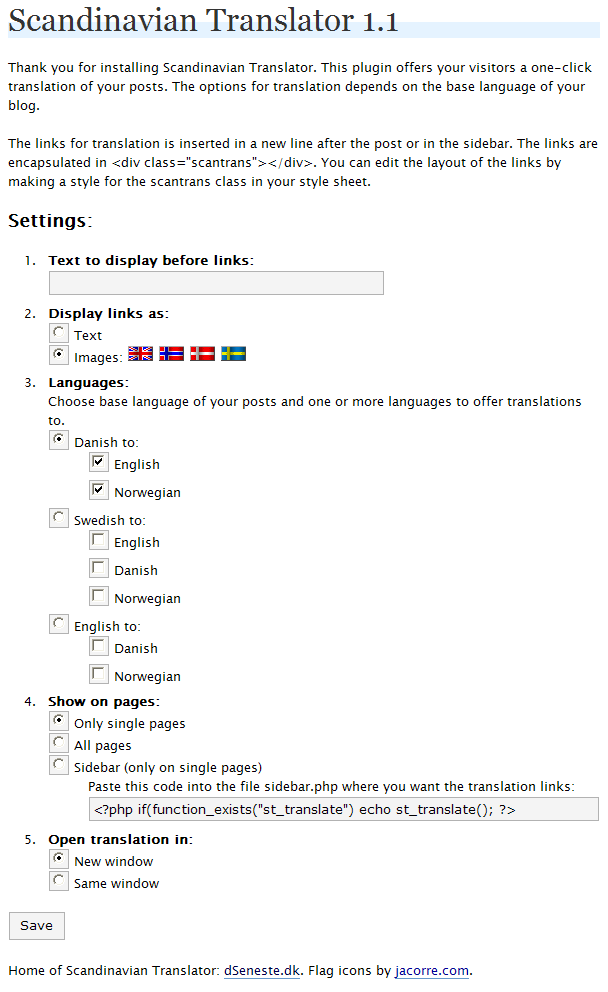 Scandinavian Translator 1.1
Thank you for installing Scandinavian Translator. This plugin offers your visitors a one-click
translation of your posts. The options for translation depends on the base language of your
blog.
The links for translation is inserted in a new line after the post or in the sidebar. The links are
encapsulated in <div class="scantrans"></div>. You can edit the layout of the links by
making a style for the scantrans class in your style sheet.
Settings:
1. Text to display before links:
2. Display links as:
Text
Images:
3. Languages:
Choose base language of your posts and one or more languages to offer translations
to.
Danish to:
English
Norwegian
Swedish to:
English
Danish
Norwegian
English to:
Danish
Norwegian
4. Show on pages:
Only single pages
All pages
Sidebar (only on single pages)
Paste this code into the file sidebar.php where you want the translation links:
<?php if(function_exists("st_translate") echo st_translate(); ?>
5. Open translation in:
New window
Same window
Save
Home of Scandinavian Translator: dSeneste.dk. Flag icons by jacorre.com.